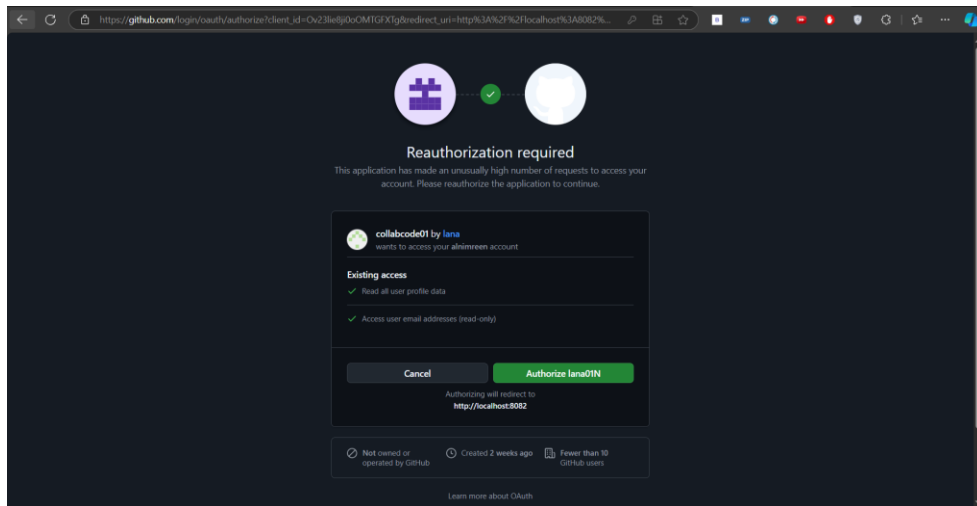 https://github.com/login/oauth/authorize?client_id=Ov23lie8ji0oOMTGFXTg&redirect_uri=http%3A%2F%2Flocalhost%3A8082%2...
Reauthorization required
This application has made an unusually high number of requests to access your
account. Please reauthorize the application to continue.
collabcode01 by lana
wants to access your alnimreen account
Existing access
Read all user profile data
Access user email addresses (read-only)
Cancel Authorize lana01N
Authorizing will redirect to
http://localhost:8082
Not owned or Created 2 weeks ago Fewer than 10
operated by GitHub GitHub users
Learn more about OAuth